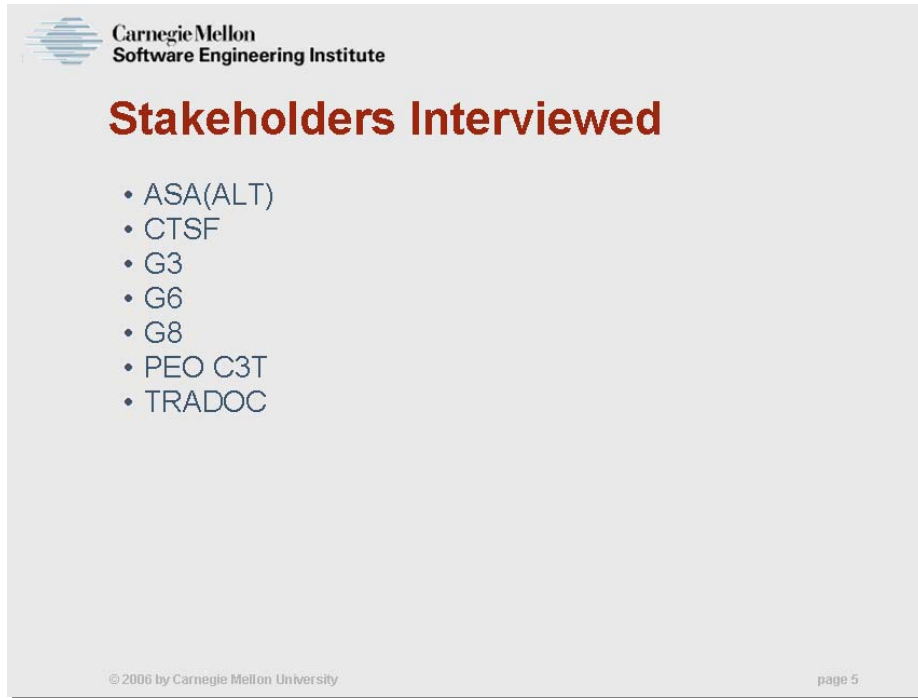 Carnegie Mellon
Software Engineering Institute
Stakeholders Interviewed
• ASA(ALT)
• CTSF
• G3
• G6
• G8
• PEO C3T
• TRADOC
© 2006 by Carnegie Mellon University
page 5